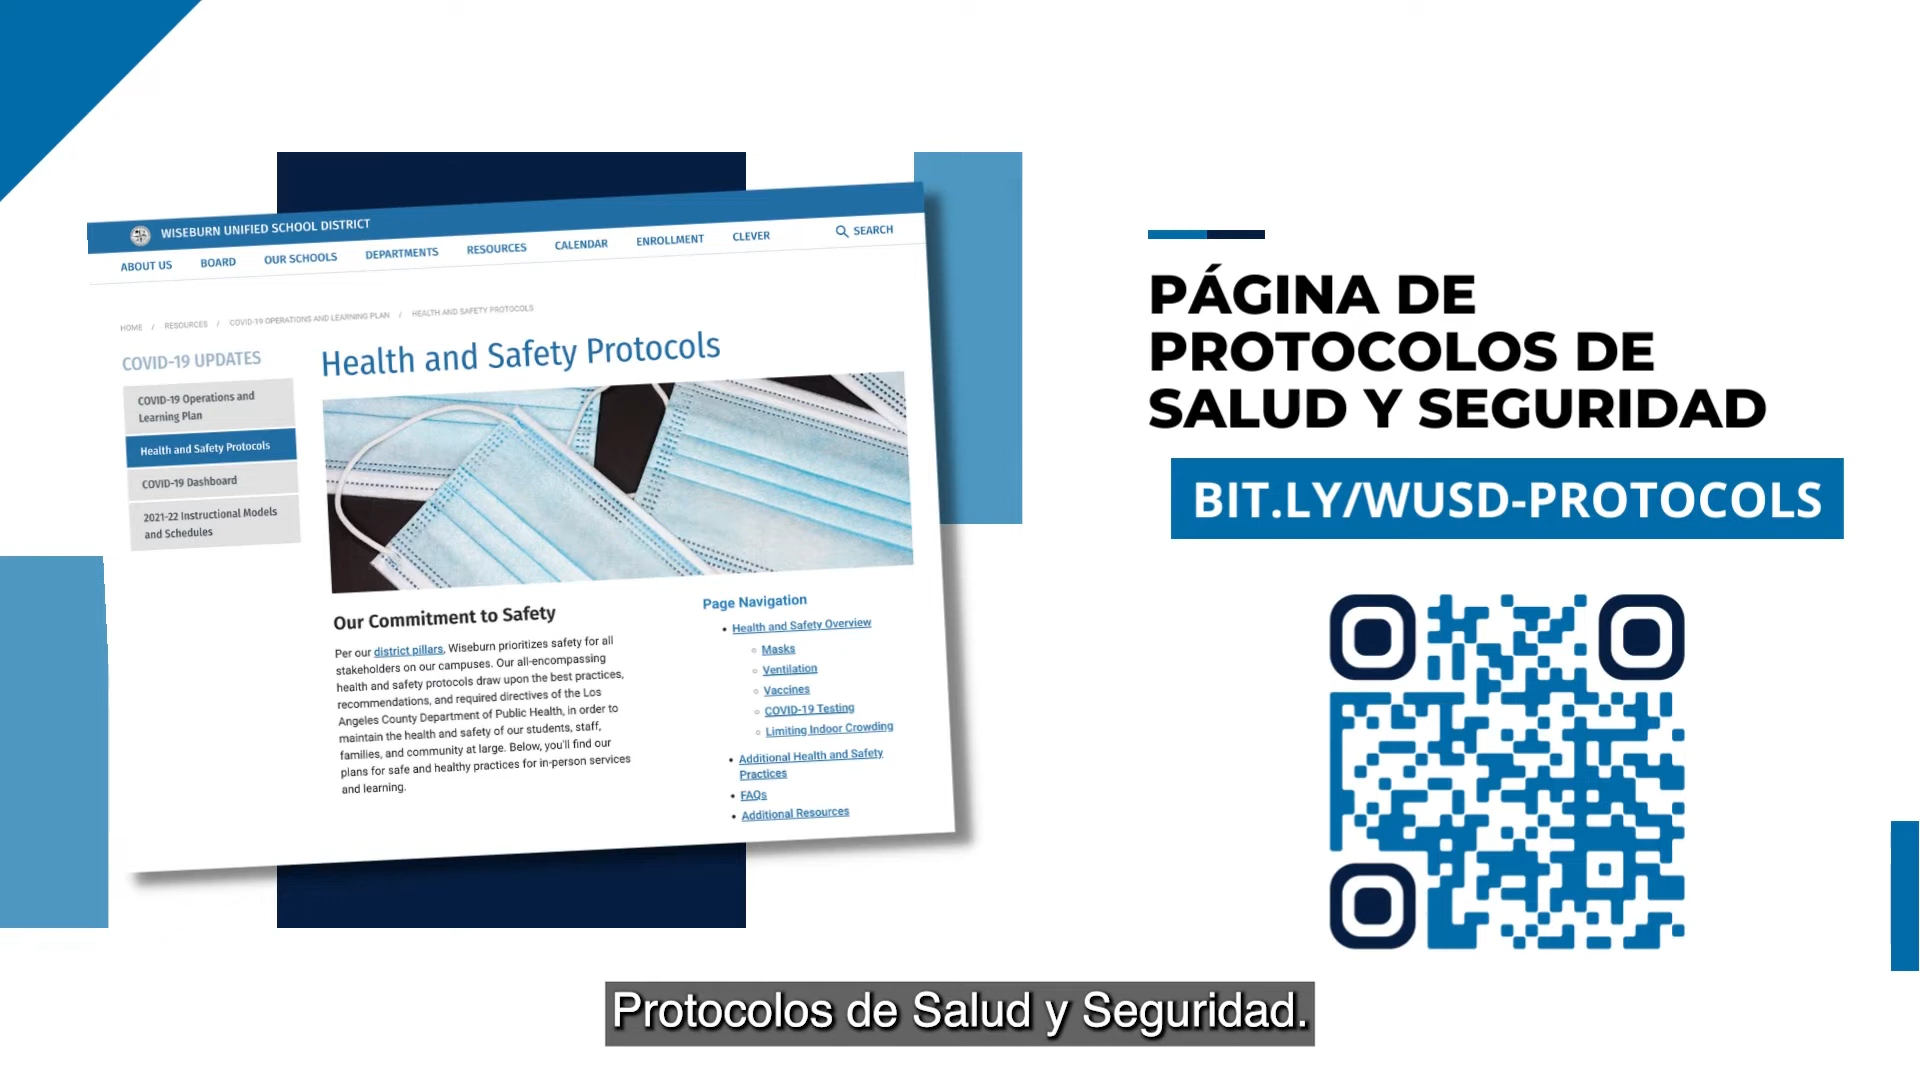 WISEBURN UNIFIED SCHOOL DISTRICT
ABOUT US BOARD OUR SCHOOLS DEPARTMENTS RESOURCES CALENDAR ENROLLMENT CLEVER SEARCH
HOME / RESOURCES / COVID-19 OPERATIONS AND LEARNING PLAN / HEALTH AND SAFETY PROTOCOLS
COVID-19 UPDATES
COVID-19 Operations and
Learning Plan
Health and Safety Protocols
COVID-19 Dashboard
2021-22 Instructional Models
and Schedules
Health and Safety Protocols
Our Commitment to Safety
Per our district pillars, Wiseburn prioritizes safety for all
stakeholders on our campuses. Our all-encompassing
health and safety protocols draw upon the best practices,
recommendations, and required directives of the Los
Angeles County Department of Public Health, in order to
maintain the health and safety of our students, staff,
families, and community at large. Below, you'll find our
plans for safe and healthy practices for in-person services
and learning.
Page Navigation
• Health and Safety Overview
◦ Masks
◦ Ventilation
◦ Vaccines
◦ COVID-19 Testing
◦ Limiting Indoor Crowding
• Additional Health and Safety
Practices
• FAQs
• Additional Resources
PÁGINA DE
PROTOCOLOS DE
SALUD Y SEGURIDAD
BIT.LY/WUSD-PROTOCOLS
Protocolos de Salud y Seguridad.